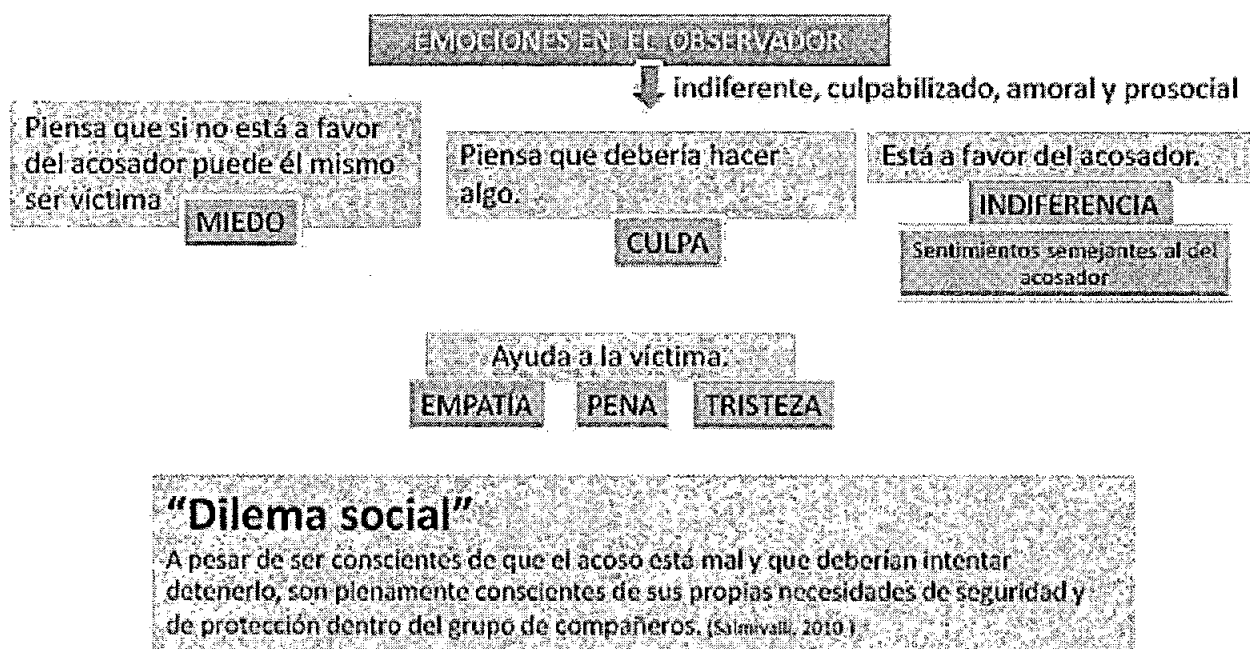 EMOCIONES EN EL OBSERVADOR
indiferente, culpabilizado, amoral y prosocial
Piensa que si no está a favor
del acosador puede él mismo
ser víctima
MIEDO
Piensa que debería hacer
algo.
CULPA
Está a favor del acosador.
INDIFERENCIA
Sentimientos semejantes al del
acosador
Ayuda a la víctima.
EMPATÍA PENA TRISTEZA
“Dilema social”
A pesar de ser conscientes de que el acoso está mal y que deberían intentar
detenerlo, son plenamente conscientes de sus propias necesidades de seguridad y
de protección dentro del grupo de compañeros. (Salmivalli, 2010 )